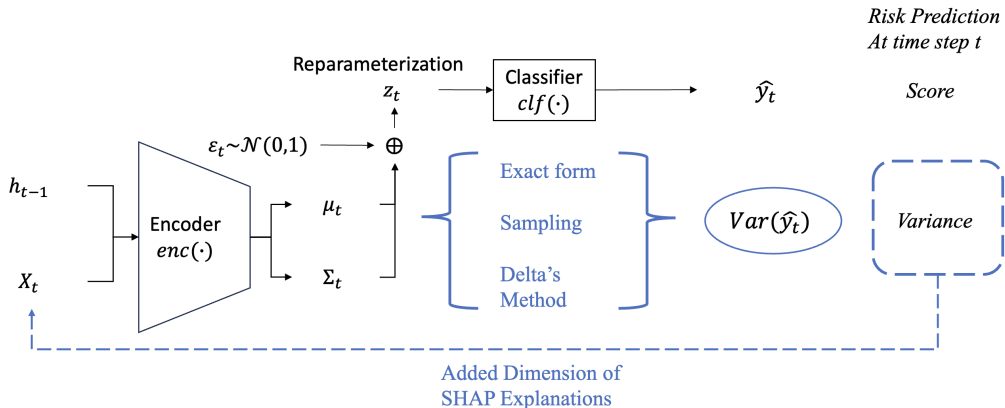 Risk Prediction
At time step t
Reparameterization
z_t
Classifier
clf(·)
ŷ_t
Score
ε_t~𝒩(0,1)
⊕
h_{t−1}
X_t
Encoder
enc(·)
μ_t
Σ_t
Exact form
Sampling
Delta's
Method
Var(ŷ_t)
Variance
Added Dimension of
SHAP Explanations